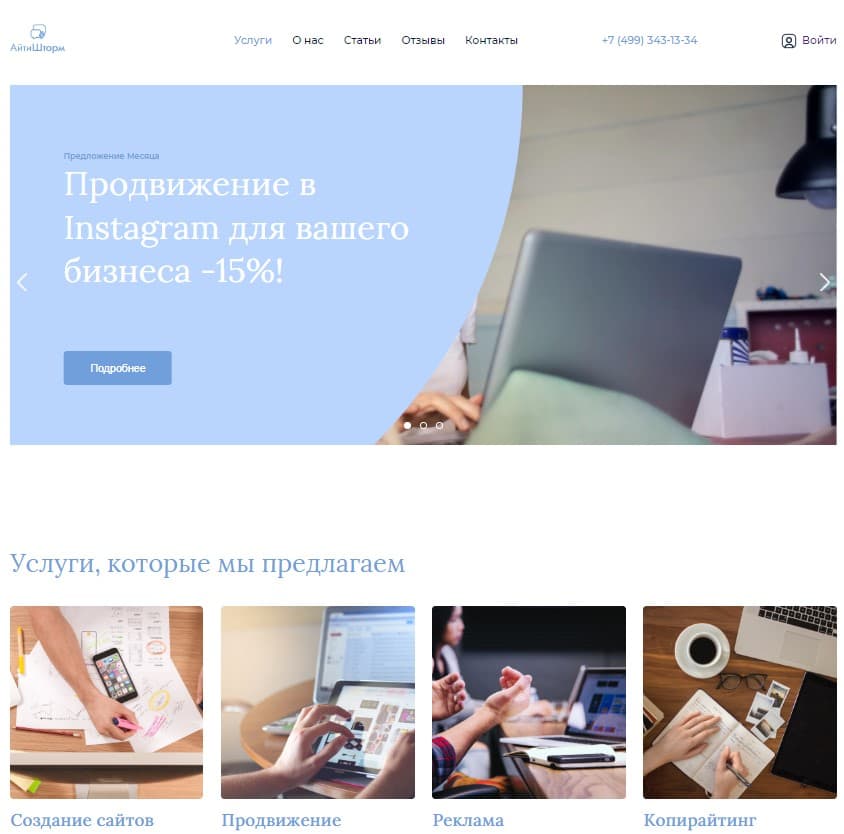 АйтиШторм
Услуги О нас Статьи Отзывы Контакты +7 (499) 343-13-34 Войти
Предложение Месяца
Продвижение в
Instagram для вашего
бизнеса -15%!
Подробнее
Услуги, которые мы предлагаем
Создание сайтов Продвижение Реклама Копирайтинг